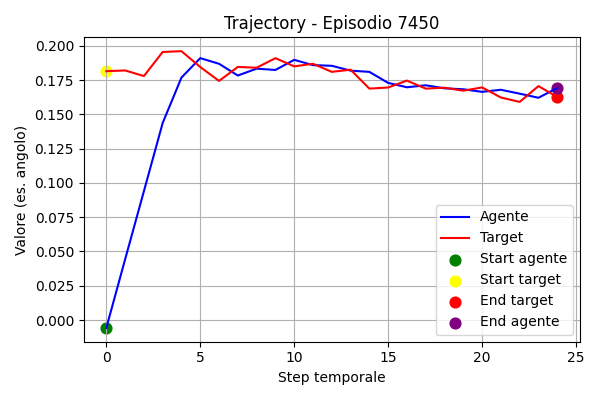 Trajectory - Episodio 7450
Valore (es. angolo)
0.200
0.175
0.150
0.125
0.100
0.075
0.050
0.025
0.000
0 5 10 15 20 25
Step temporale
Agente
Target
Start agente
Start target
End target
End agente